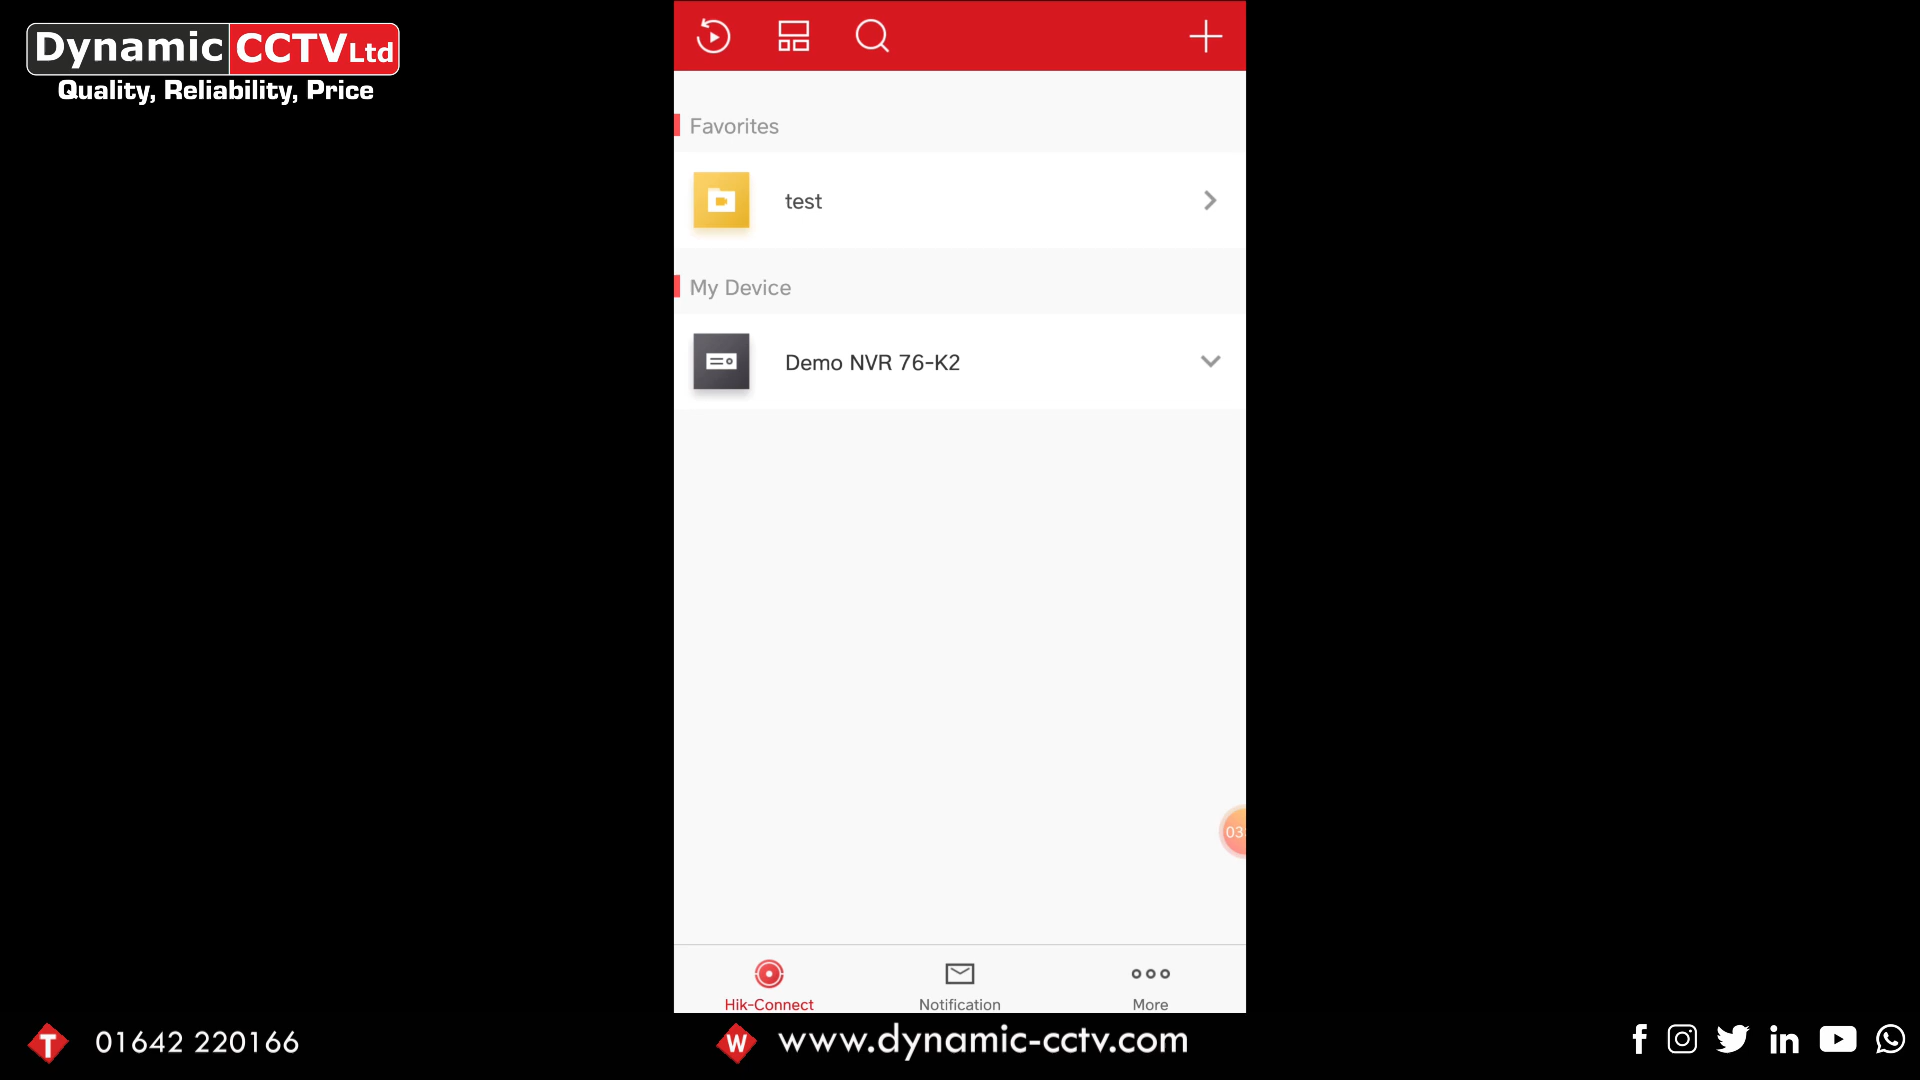 Dynamic CCTV Ltd
Quality, Reliability, Price
Favorites
test
My Device
Demo NVR 76-K2
03
Hik-Connect
Notification
More
T 01642 220166
W www.dynamic-cctv.com